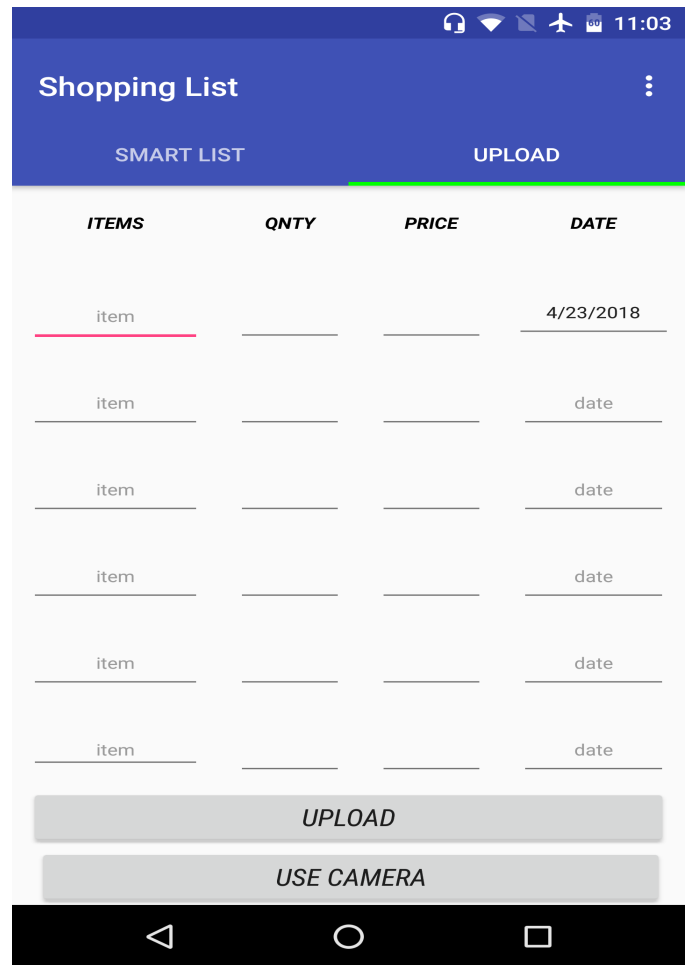 60 11:03
Shopping List
SMART LIST UPLOAD
ITEMS QNTY PRICE DATE
item 4/23/2018
item date
item date
item date
item date
item date
UPLOAD
USE CAMERA